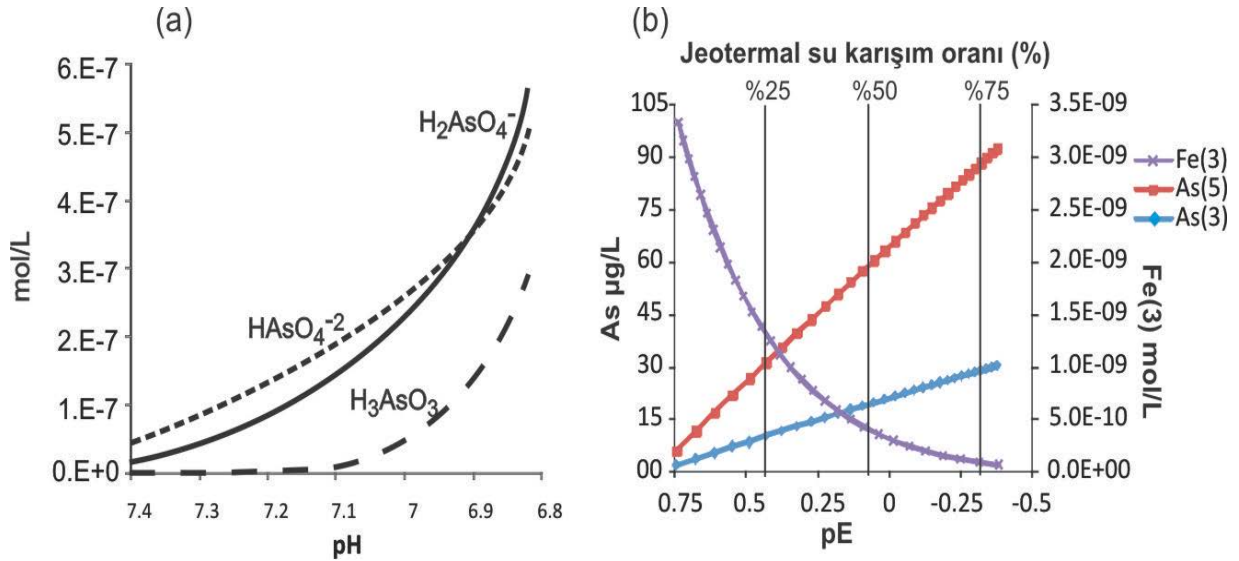 (a)
6.E-7
5.E-7
4.E-7
3.E-7
2.E-7
1.E-7
0.E+0
mol/L
H₂AsO₄⁻
HAsO₄⁻²
H₃AsO₃
7.4 7.3 7.2 7.1 7 6.9 6.8
pH
(b)
Jeotermal su karışım oranı (%)
%25 %50 %75
105
90
75
60
45
30
15
00
As µg/L
3.5E-09
3.0E-09
2.5E-09
2.0E-09
1.5E-09
1.0E-09
5.0E-10
0.0E+00
Fe(3) mol/L
0.75 0.5 0.25 0 -0.25 -0.5
pE
Fe(3)
As(5)
As(3)